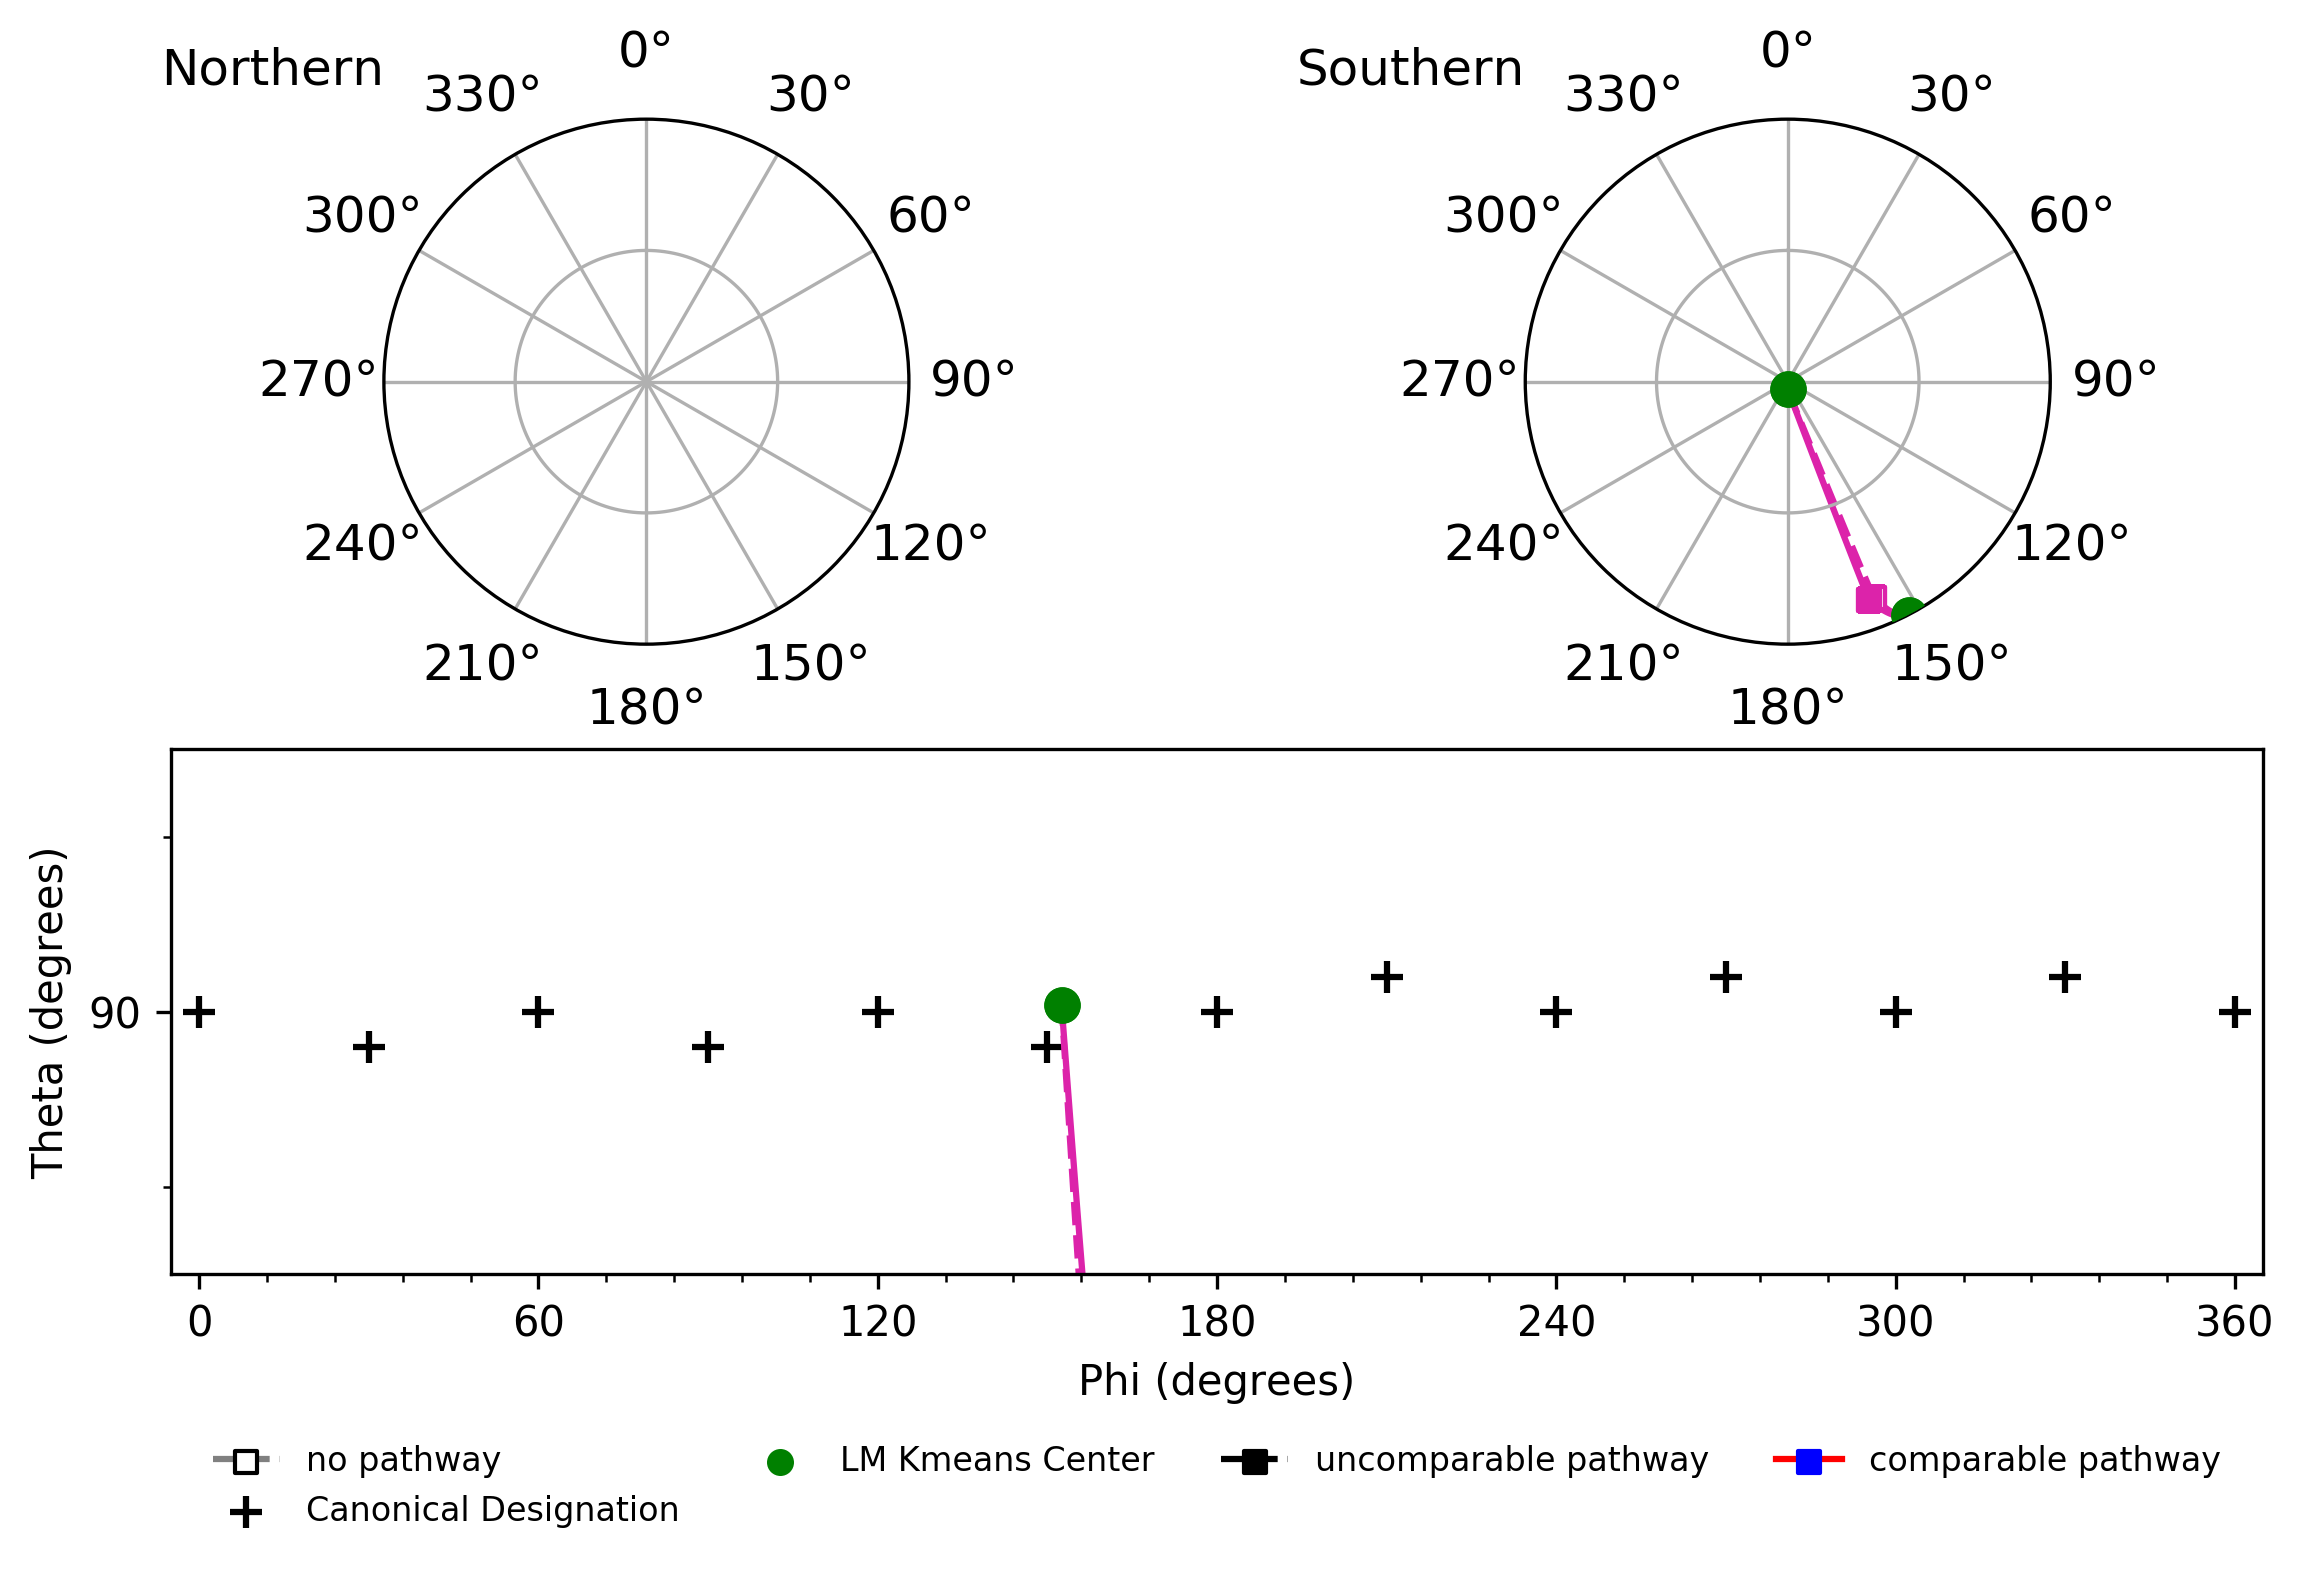 Northern
0°
330°
30°
300°
60°
270°
90°
240°
120°
210°
150°
180°
Southern
0°
330°
30°
300°
60°
270°
90°
240°
120°
210°
150°
180°
Theta (degrees)
90
0 60 120 180 240 300 360
Phi (degrees)
no pathway
LM Kmeans Center
uncomparable pathway
comparable pathway
Canonical Designation